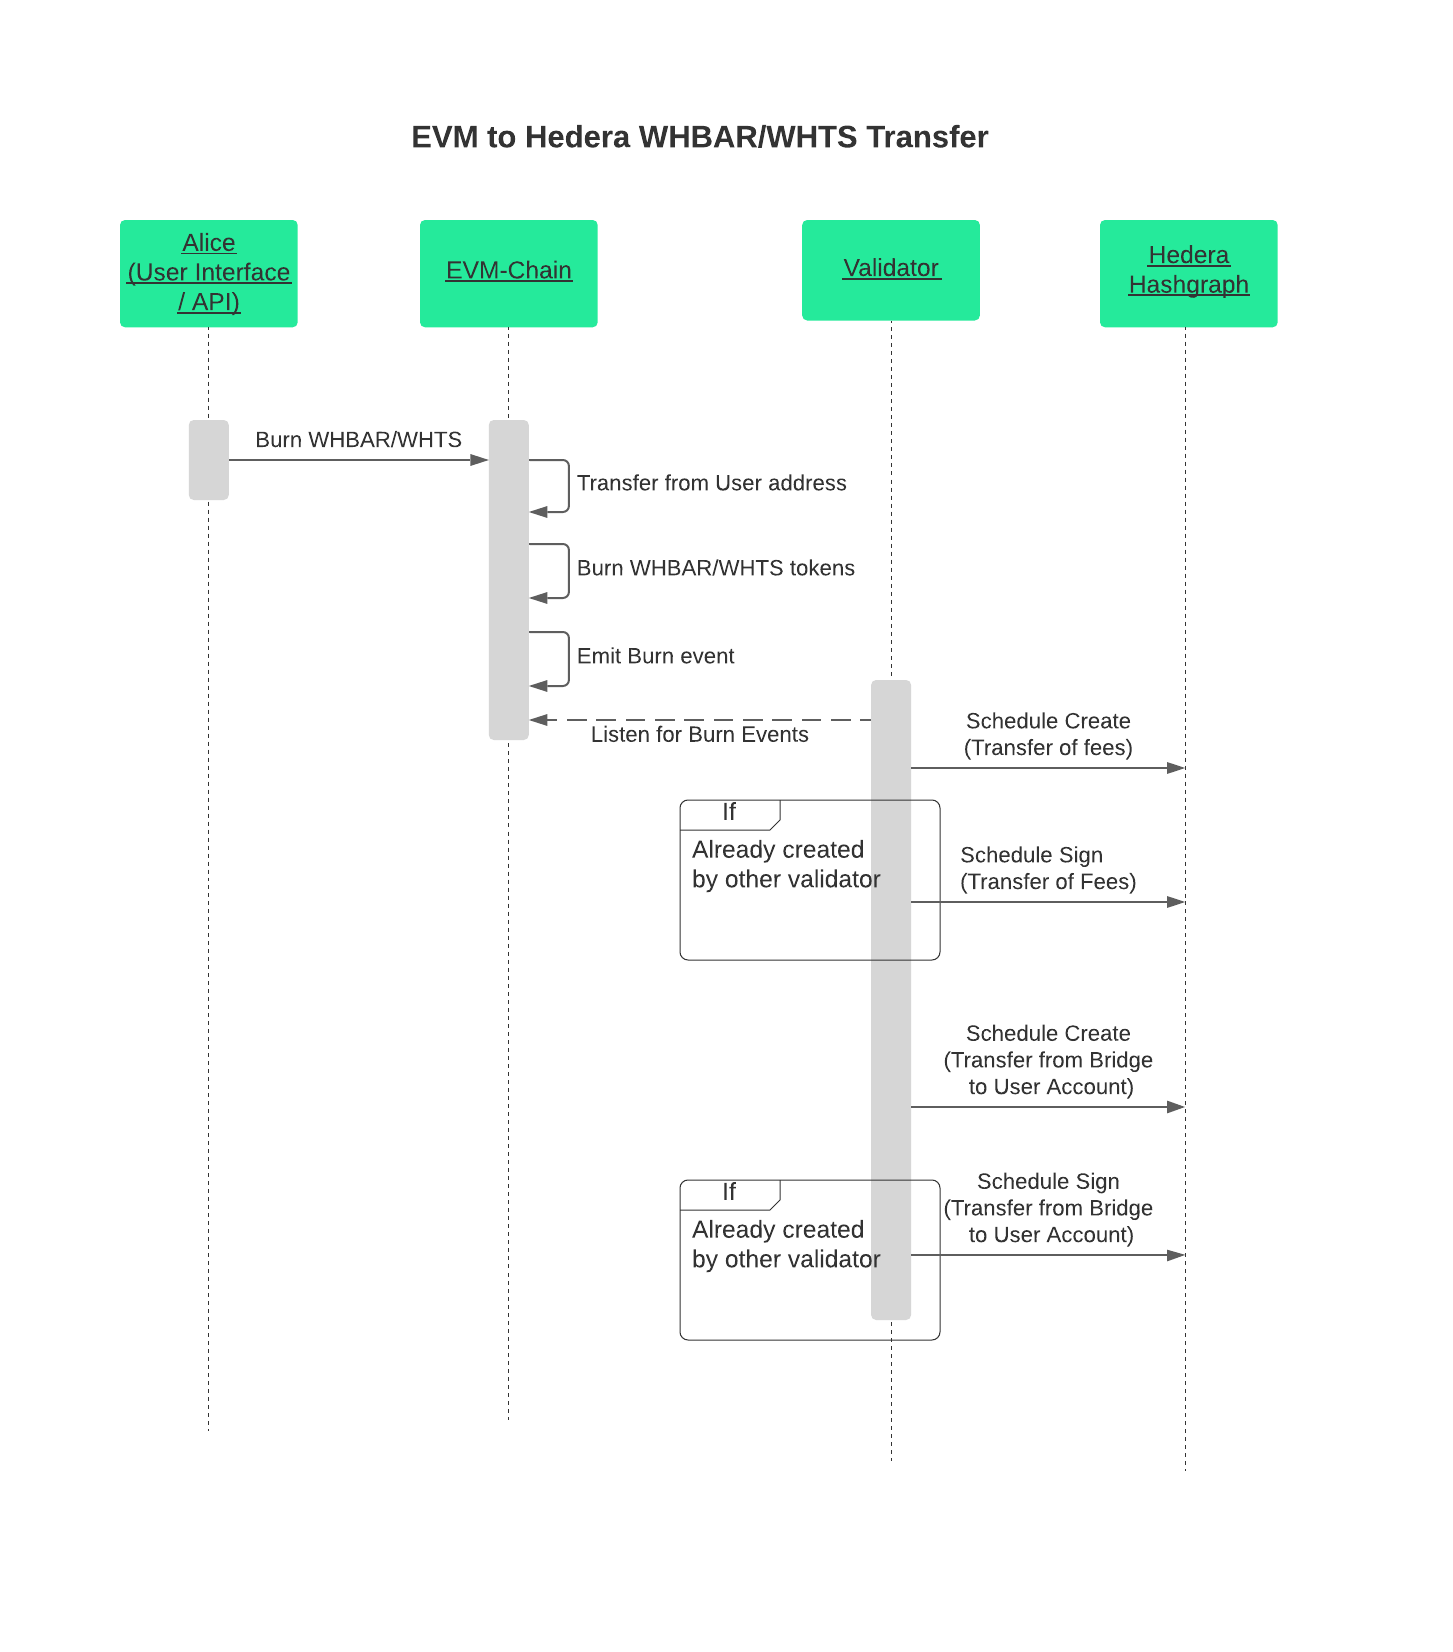 EVM to Hedera WHBAR/WHTS Transfer
Alice
(User Interface
/ API)
EVM-Chain
Validator
Hedera
Hashgraph
Burn WHBAR/WHTS
Transfer from User address
Burn WHBAR/WHTS tokens
Emit Burn event
Listen for Burn Events
Schedule Create
(Transfer of fees)
If
Already created
by other validator
Schedule Sign
(Transfer of Fees)
Schedule Create
(Transfer from Bridge
to User Account)
If
Already created
by other validator
Schedule Sign
(Transfer from Bridge
to User Account)